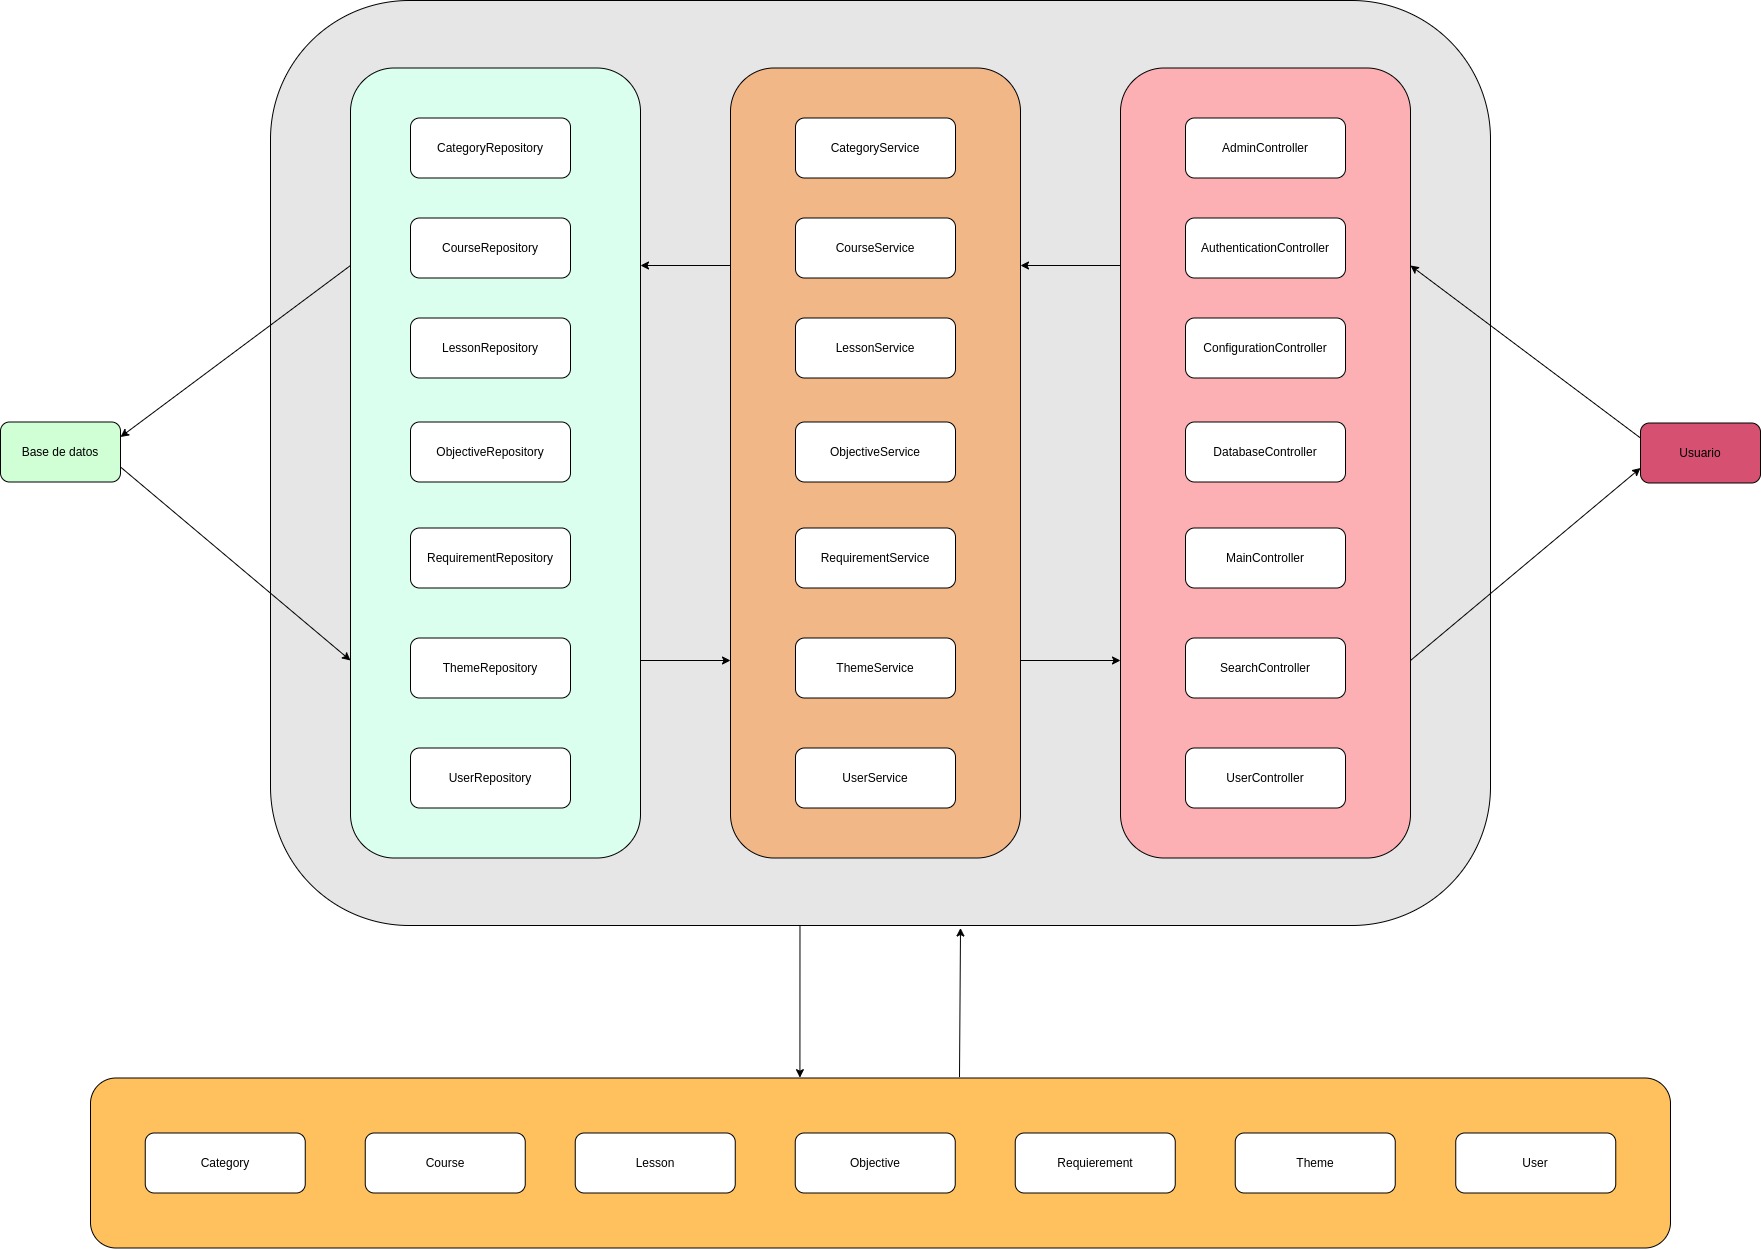 CategoryRepository
CategoryService
AdminController
CourseRepository
CourseService
AuthenticationController
LessonRepository
LessonService
ConfigurationController
Base de datos
ObjectiveRepository
ObjectiveService
DatabaseController
Usuario
RequirementRepository
RequirementService
MainController
ThemeRepository
ThemeService
SearchController
UserRepository
UserService
UserController
Category
Course
Lesson
Objective
Requierement
Theme
User